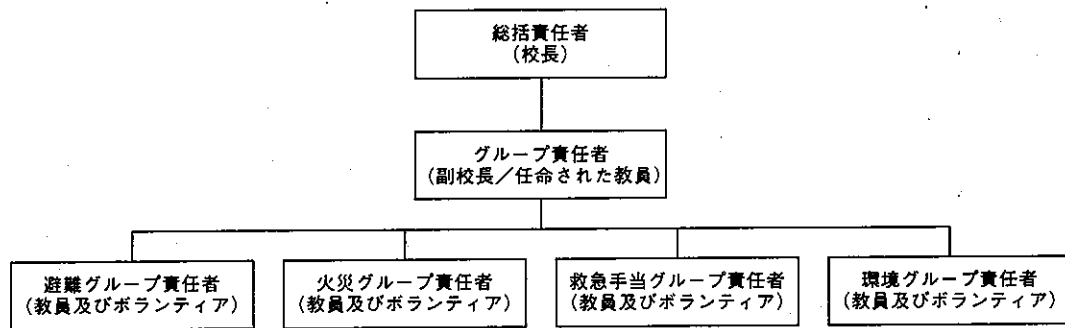 総括責任者
(校長)
グループ責任者
(副校長／任命された教員)
避難グループ責任者
(教員及びボランティア)
火災グループ責任者
(教員及びボランティア)
救急手当グループ責任者
(教員及びボランティア)
環境グループ責任者
(教員及びボランティア)